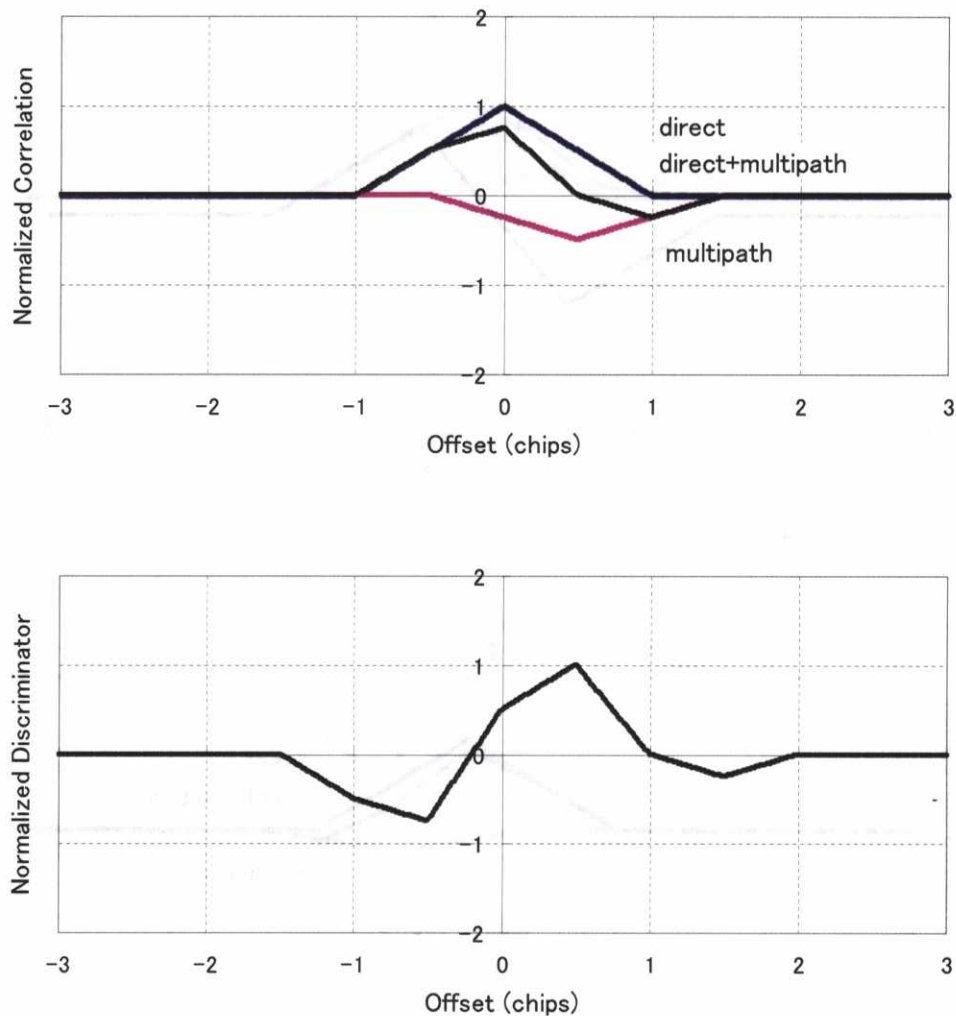 2
1
0
-1
-2
Normalized Correlation
direct
direct+multipath
multipath
-3 -2 -1 0 1 2 3
Offset (chips)
2
1
0
-1
-2
Normalized Discriminator
-3 -2 -1 0 1 2 3
Offset (chips)